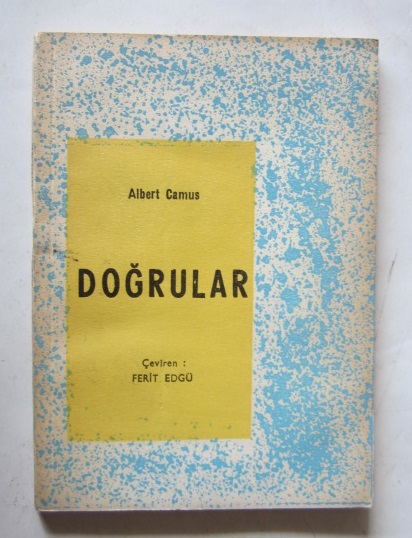 Albert Camus
DOĞRULAR
Çeviren :
FERİT EDGÜ